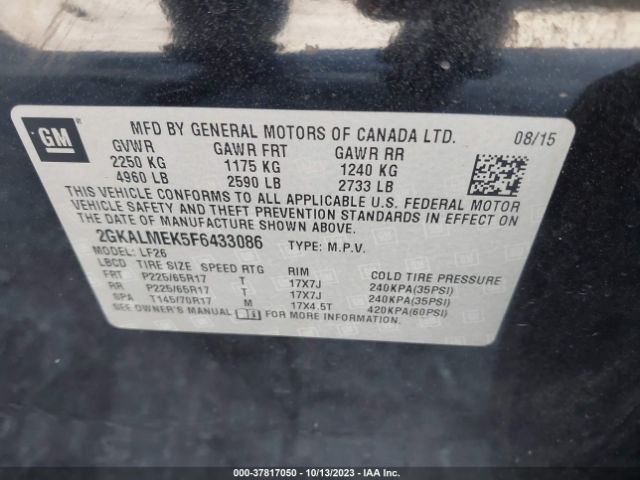 GM ®
MFD BY GENERAL MOTORS OF CANADA LTD. 08/15
GVWR GAWR FRT GAWR RR
2250 KG 1175 KG 1240 KG
4960 LB 2590 LB 2733 LB
THIS VEHICLE CONFORMS TO ALL APPLICABLE U.S. FEDERAL MOTOR
VEHICLE SAFETY AND THEFT PREVENTION STANDARDS IN EFFECT ON
THE DATE OF MANUFACTURE SHOWN ABOVE.
2GKALMEK5F6433086 TYPE: M.P.V.
MODEL: LF26
LBCD TIRE SIZE SPEED RTG RIM COLD TIRE PRESSURE
FRT P225/65R17 T 17X7J 240KPA(35PSI)
RR P225/65R17 T 17X7J 240KPA(35PSI)
SPA T145/70R17 M 17X4.5T 420KPA(60PSI)
SEE OWNER'S MANUAL FOR MORE INFORMATION.
000-37817050 - 10/13/2023 - IAAI.COM